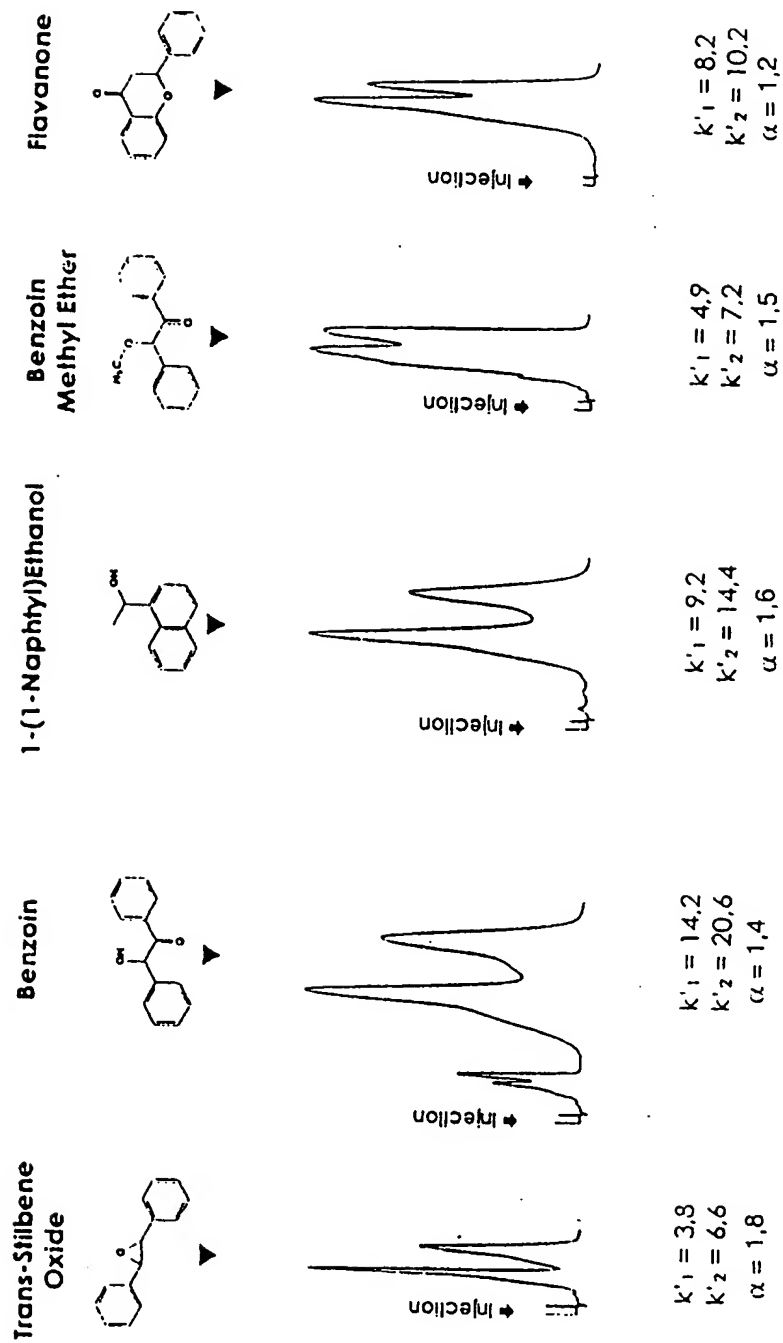 Trans-Stilbene
Oxide
O
Injection
k'1 = 3,8
k'2 = 6,6
α = 1,8
Benzoin
OH
O
Injection
k'1 = 14,2
k'2 = 20,6
α = 1,4
1-(1-Naphtyl)Ethanol
OH
Injection
k'1 = 9,2
k'2 = 14,4
α = 1,6
Benzoin
Methyl Ether
H3C
O
O
Injection
k'1 = 4,9
k'2 = 7,2
α = 1,5
Flavanone
O
O
Injection
k'1 = 8,2
k'2 = 10,2
α = 1,2